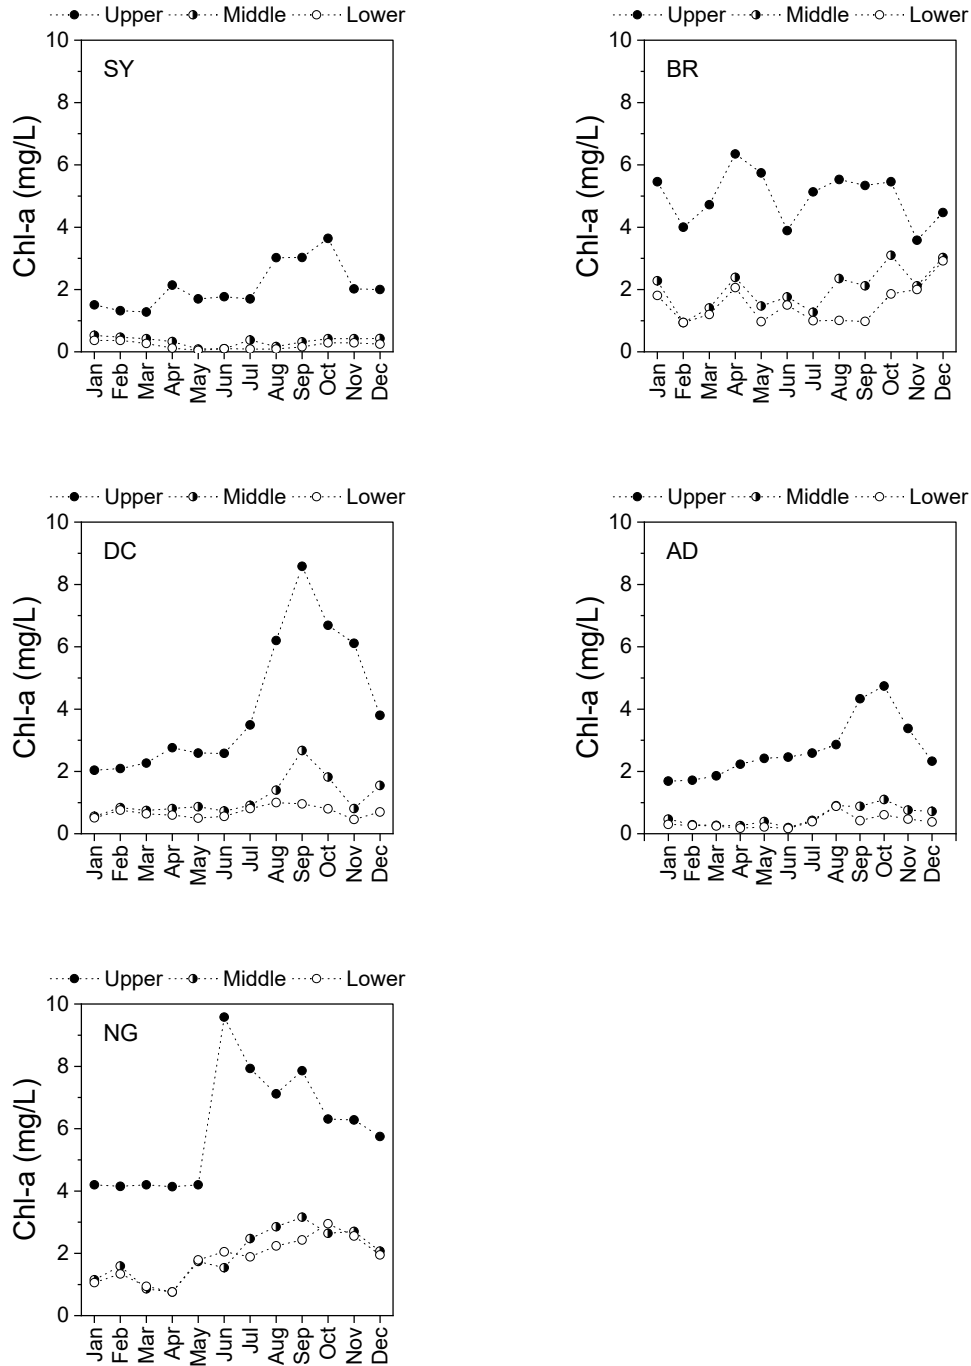 Upper Middle Lower
SY
Chl-a (mg/L)
10
8
6
4
2
0
Jan Feb Mar Apr May Jun Jul Aug Sep Oct Nov Dec
Upper Middle Lower
BR
Chl-a (mg/L)
10
8
6
4
2
0
Jan Feb Mar Apr May Jun Jul Aug Sep Oct Nov Dec
Upper Middle Lower
DC
Chl-a (mg/L)
10
8
6
4
2
0
Jan Feb Mar Apr May Jun Jul Aug Sep Oct Nov Dec
Upper Middle Lower
AD
Chl-a (mg/L)
10
8
6
4
2
0
Jan Feb Mar Apr May Jun Jul Aug Sep Oct Nov Dec
Upper Middle Lower
NG
Chl-a (mg/L)
10
8
6
4
2
0
Jan Feb Mar Apr May Jun Jul Aug Sep Oct Nov Dec